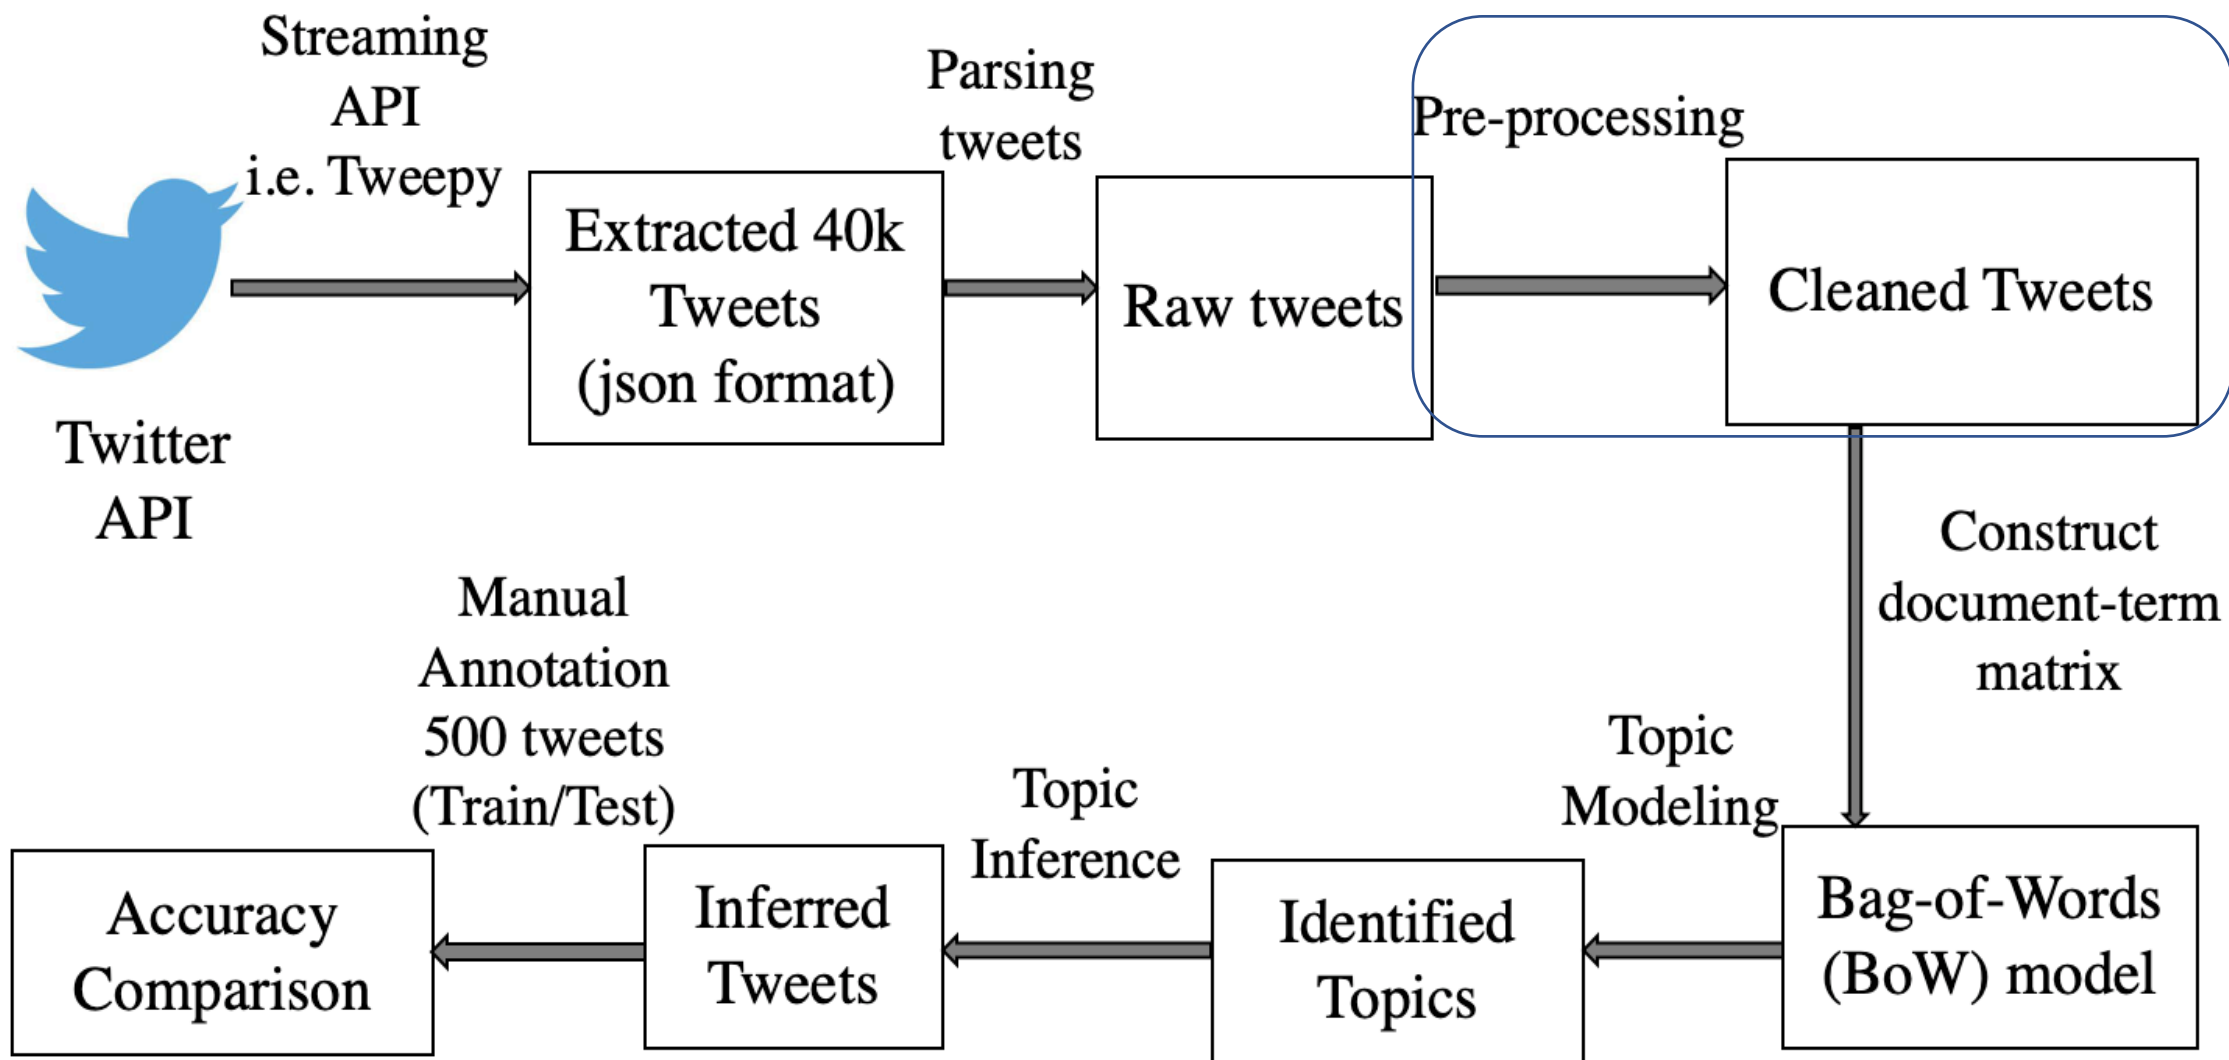 Streaming
API
i.e. Tweepy
Twitter
API
Extracted 40k
Tweets
(json format)
Parsing
tweets
Raw tweets
Pre-processing
Cleaned Tweets
Construct
document-term
matrix
Bag-of-Words
(BoW) model
Topic
Modeling
Identified
Topics
Topic
Inference
Inferred
Tweets
Manual
Annotation
500 tweets
(Train/Test)
Accuracy
Comparison